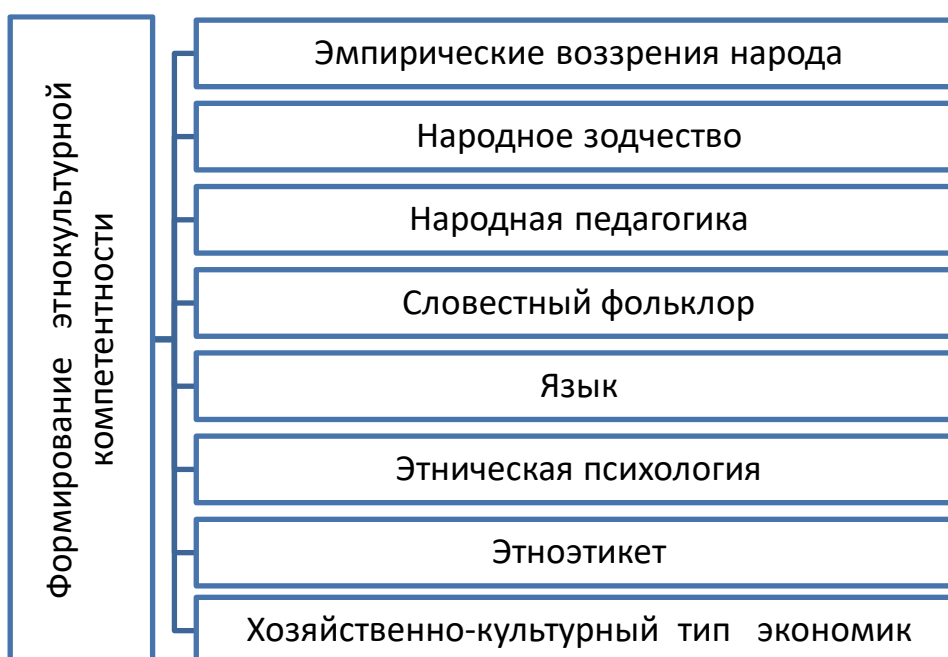 Формирование этнокультурной
компетентности
Эмпирические воззрения народа
Народное зодчество
Народная педагогика
Словестный фольклор
Язык
Этническая психология
Этноэтикет
Хозяйственно-культурный тип экономик